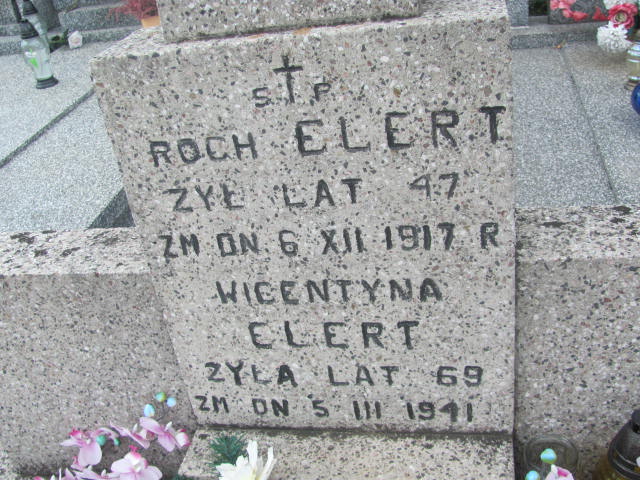 S P
ROCH ELERT
ŻYŁ LAT 47
ZM DN 6 XII 1917 R
WICENTYNA
ELERT
ŻYŁA LAT 69
ZM DN 5 III 1941